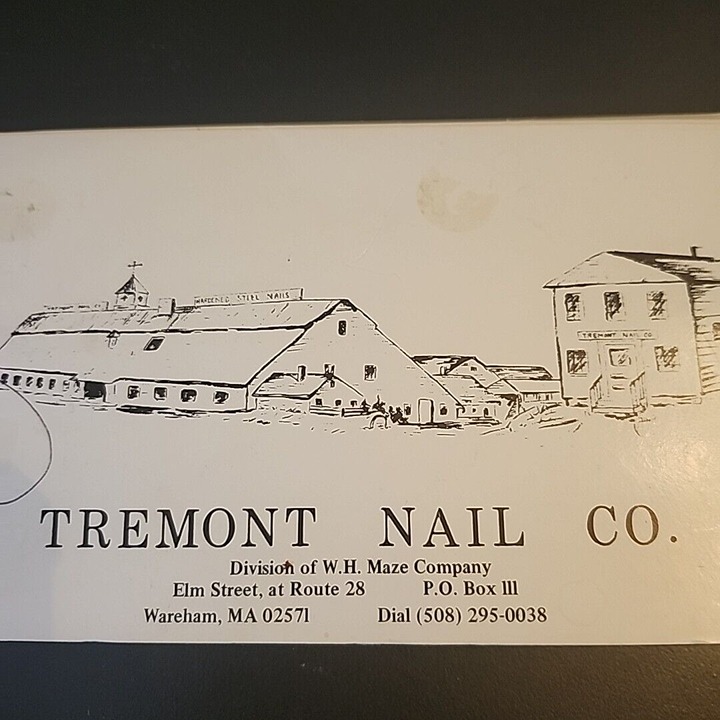 HARDENED STEEL NAILS
TREMONT NAIL CO
TREMONT NAIL CO.
Division of W.H. Maze Company
Elm Street, at Route 28 P.O. Box 111
Wareham, MA 02571 Dial (508) 295-0038